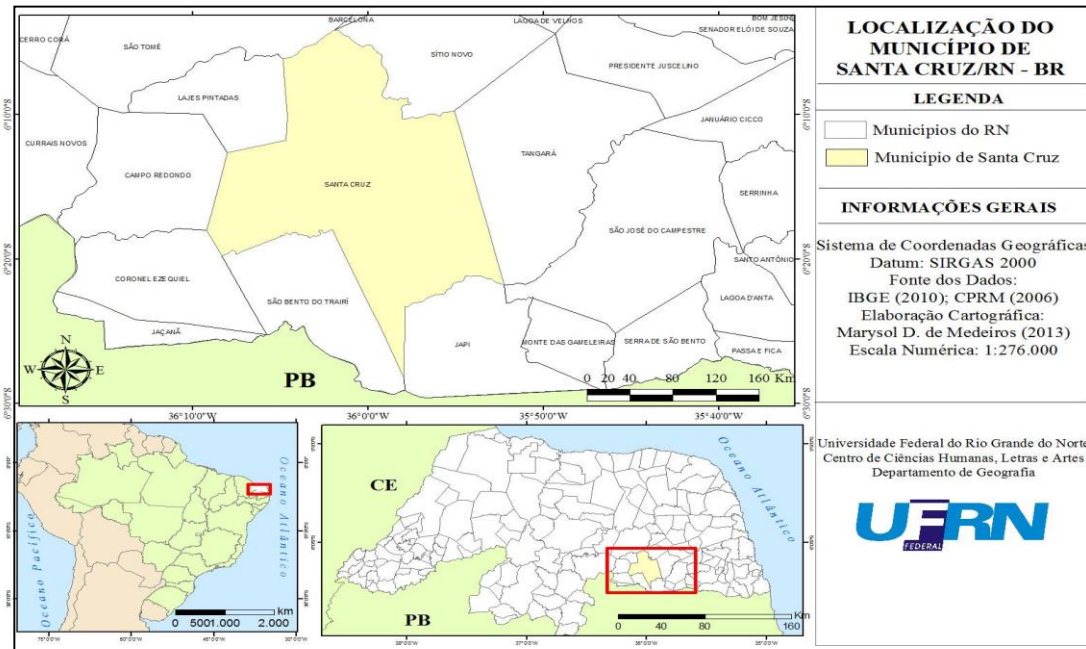 BARCELONA
LAGOA DE VELHOS
BOM JESUS
CERRO CORÁ
SÃO TOMÉ
SÍTIO NOVO
SENADOR ELÓI DE SOUZA
PRESIDENTE JUSCELINO
LAJES PINTADAS
JANUÁRIO CICCO
CURRAIS NOVOS
CAMPO REDONDO
SANTA CRUZ
TANGARÁ
SERRINHA
SÃO JOSÉ DO CAMPESTRE
SANTO ANTÔNIO
CORONEL EZEQUIEL
SÃO BENTO DO TRAIRÍ
LAGOA D'ANTA
JAÇANÃ
JAPI
MONTE DAS GAMELEIRAS
SERRA DE SÃO BENTO
PASSA E FICA
PB
N
W E
S
0 20 40 80 120 160 Km
6°10'0"S
6°20'0"S
6°30'0"S
6°10'0"S
6°20'0"S
36°10'0"W 36°0'0"W 35°50'0"W 35°40'0"W
Oceano Pacífico
Oceano Atlântico
0 5001.000 2.000
km
CE
PB
Oceano Atlântico
Km
0 40 80 160
LOCALIZAÇÃO DO
MUNICÍPIO DE
SANTA CRUZ/RN - BR
LEGENDA
Municípios do RN
Município de Santa Cruz
INFORMAÇÕES GERAIS
Sistema de Coordenadas Geográficas
Datum: SIRGAS 2000
Fonte dos Dados:
IBGE (2010); CPRM (2006)
Elaboração Cartográfica:
Marysol D. de Medeiros (2013)
Escala Numérica: 1:276.000
Universidade Federal do Rio Grande do Norte
Centro de Ciências Humanas, Letras e Artes
Departamento de Geografia
UFRN
FEDERAL